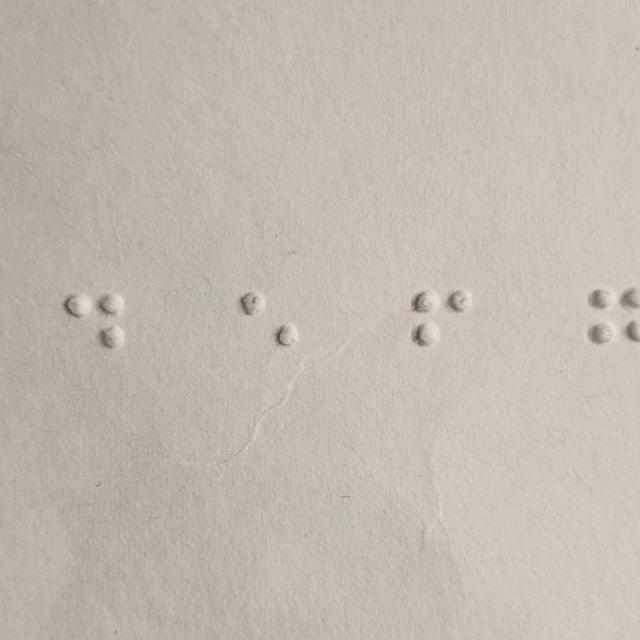 ⠙ ⠑ ⠋ ⠛